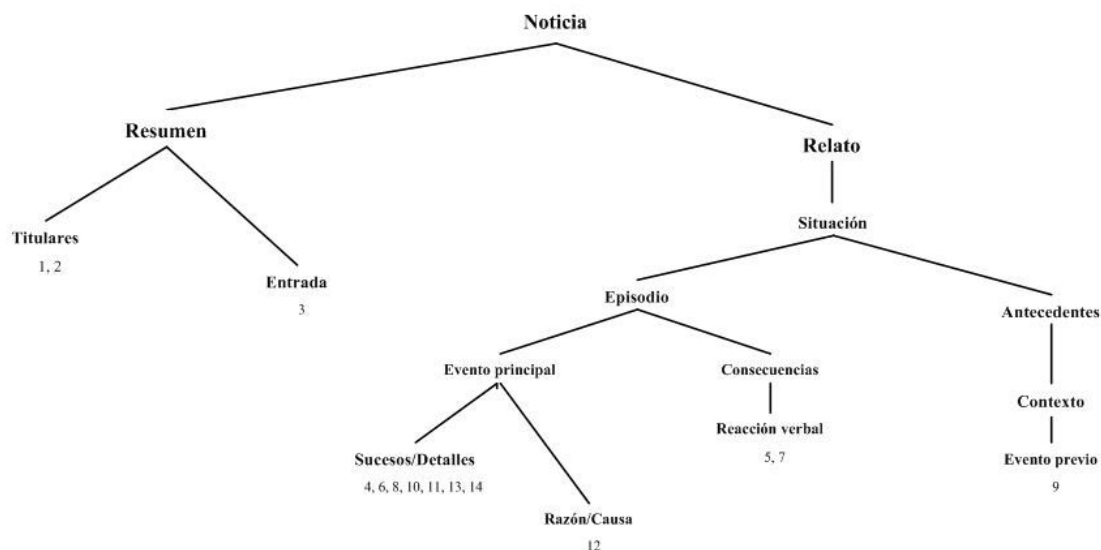 Noticia
Resumen
Relato
Situación
Titulares
1, 2
Entrada
3
Episodio
Antecedentes
Evento principal
Consecuencias
Contexto
Reacción verbal
5, 7
Sucesos/Detalles
4, 6, 8, 10, 11, 13, 14
Evento previo
9
Razón/Causa
12